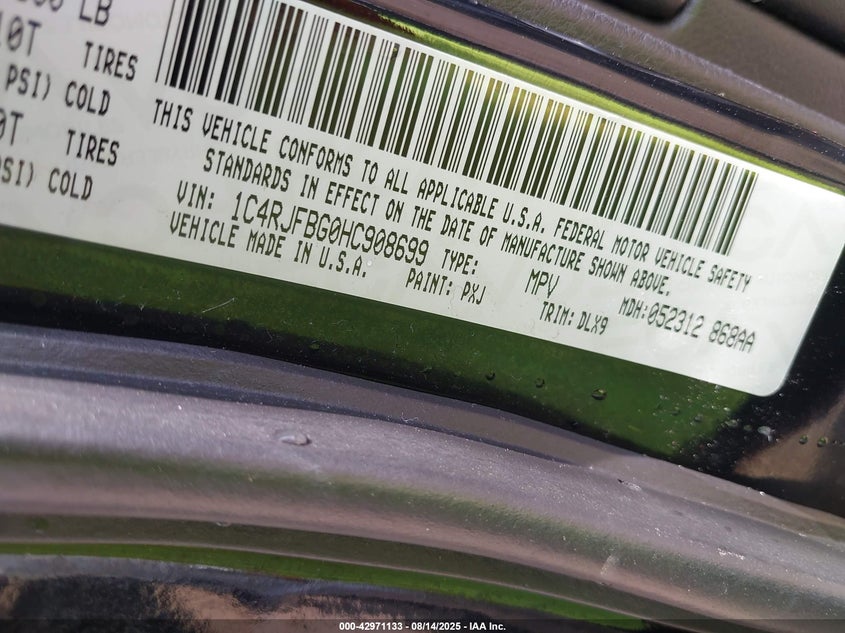 LB
10T TIRES
PSI) COLD
0T TIRES
PSI) COLD
THIS VEHICLE CONFORMS TO ALL APPLICABLE U.S.A. FEDERAL MOTOR VEHICLE SAFETY
STANDARDS IN EFFECT ON THE DATE OF MANUFACTURE SHOWN ABOVE.
VIN: 1C4RJFBG0HC908699 TYPE: MPV MDH:052312 868AA
VEHICLE MADE IN U.S.A. PAINT: PXJ TRIM: DLX9
000-42971133 - 08/14/2025 - IAA Inc.